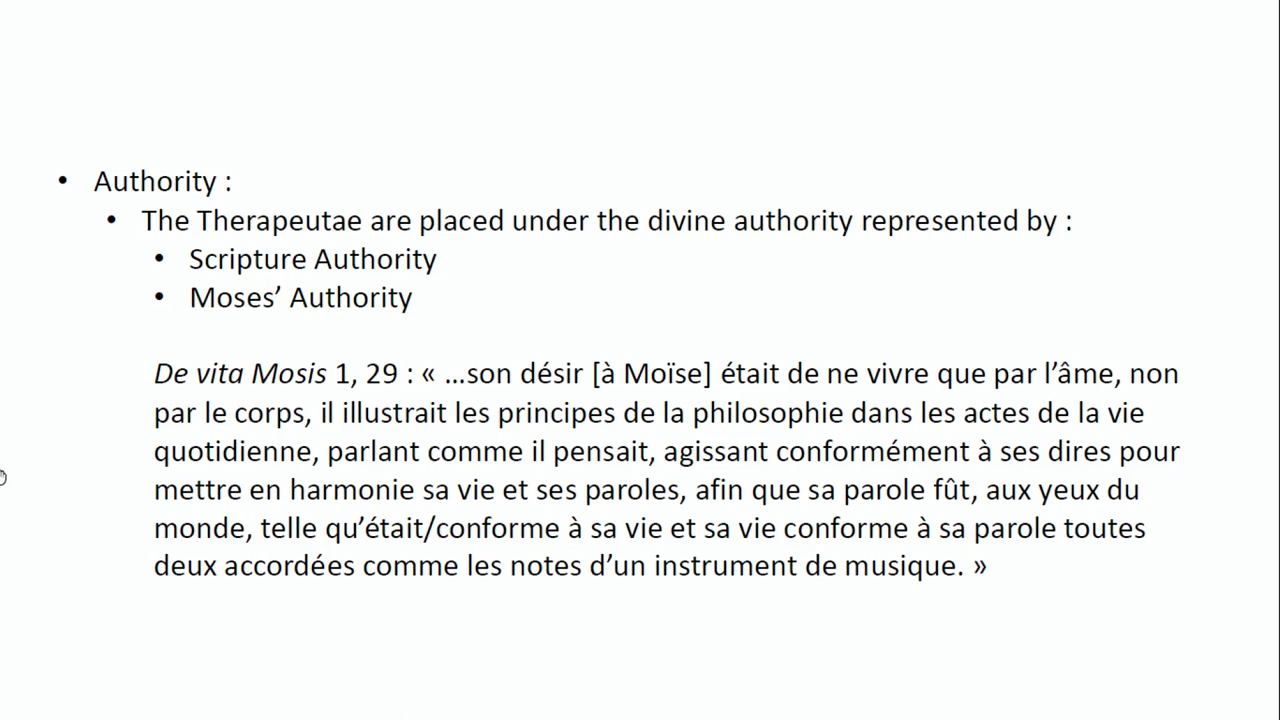 • Authority :
• The Therapeutae are placed under the divine authority represented by :
• Scripture Authority
• Moses’ Authority
De vita Mosis 1, 29 : « …son désir [à Moïse] était de ne vivre que par l’âme, non
par le corps, il illustrait les principes de la philosophie dans les actes de la vie
quotidienne, parlant comme il pensait, agissant conformément à ses dires pour
mettre en harmonie sa vie et ses paroles, afin que sa parole fût, aux yeux du
monde, telle qu’était/conforme à sa vie et sa vie conforme à sa parole toutes
deux accordées comme les notes d’un instrument de musique. »